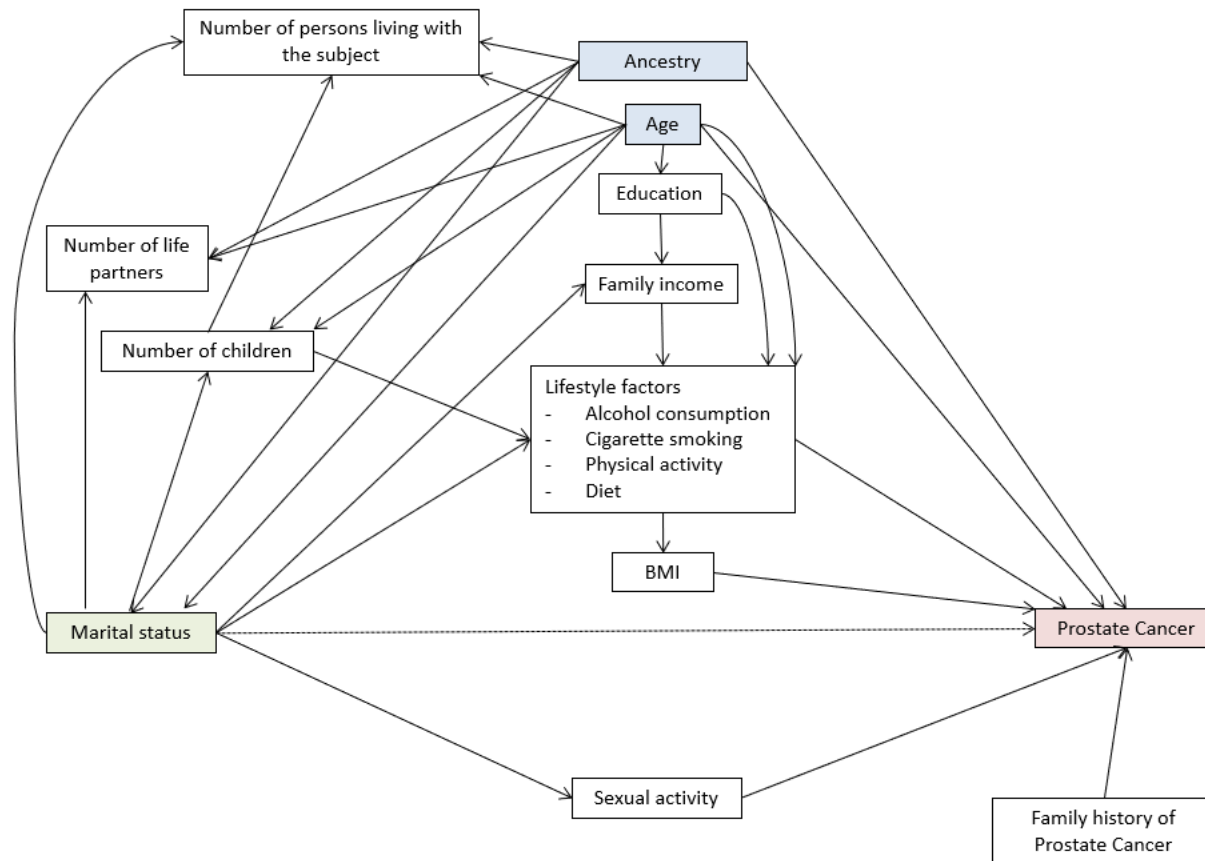 Number of persons living with
the subject
Ancestry
Age
Education
Number of life
partners
Family income
Number of children
Lifestyle factors
- Alcohol consumption
- Cigarette smoking
- Physical activity
- Diet
BMI
Marital status
Prostate Cancer
Sexual activity
Family history of
Prostate Cancer